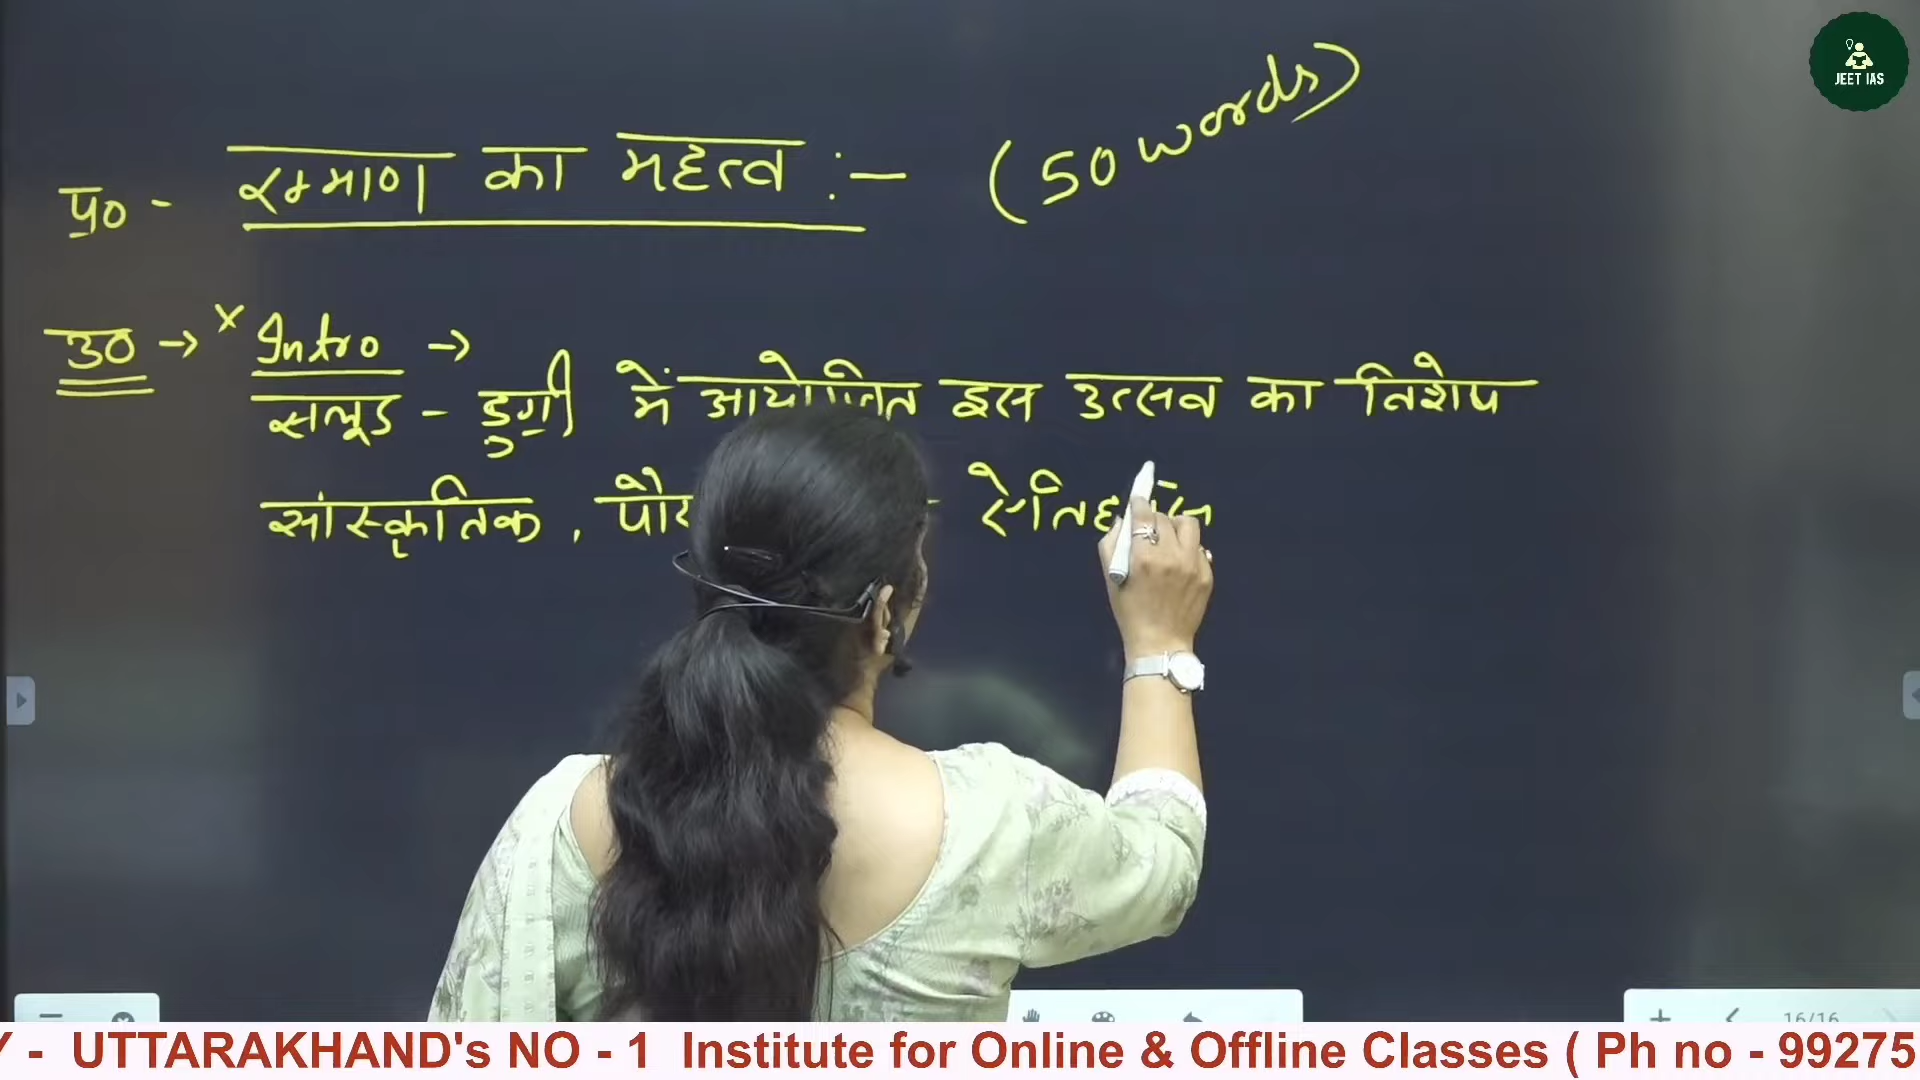 JEET IAS
(50 words)
प्र० - रम्माण का महत्व :-
उ० → × Intro →
सलूड - डुंग्री में आयोजित इस उत्सव का विशेष
सांस्कृतिक,
16/16
- UTTARAKHAND's NO - 1 Institute for Online & Offline Classes ( Ph no - 99275